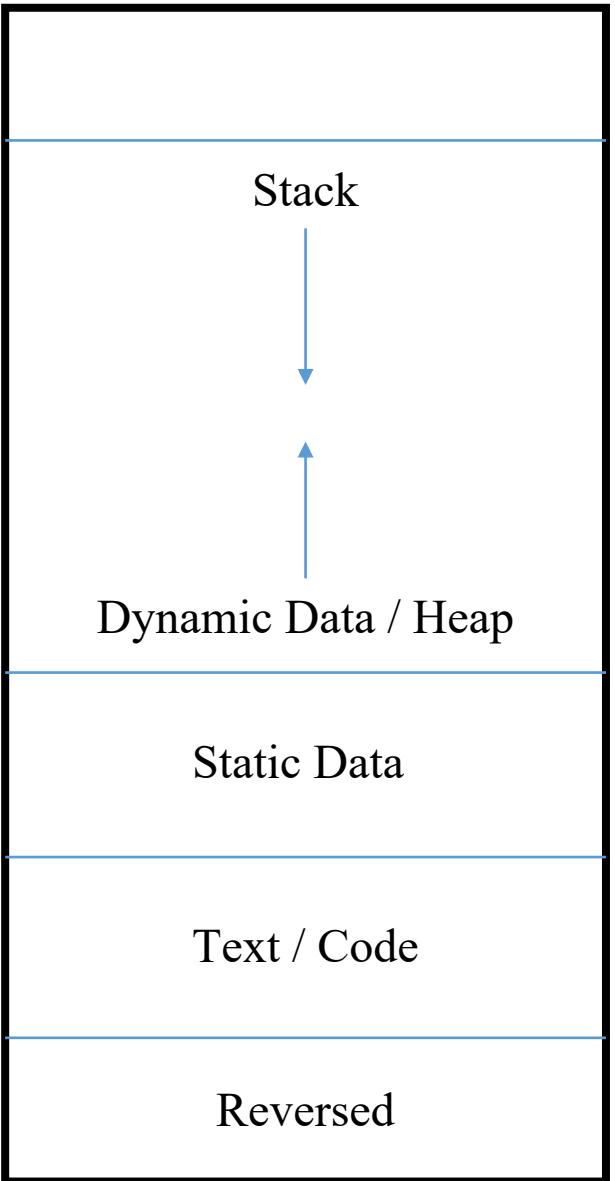 Stack
Dynamic Data / Heap
Static Data
Text / Code
Reversed